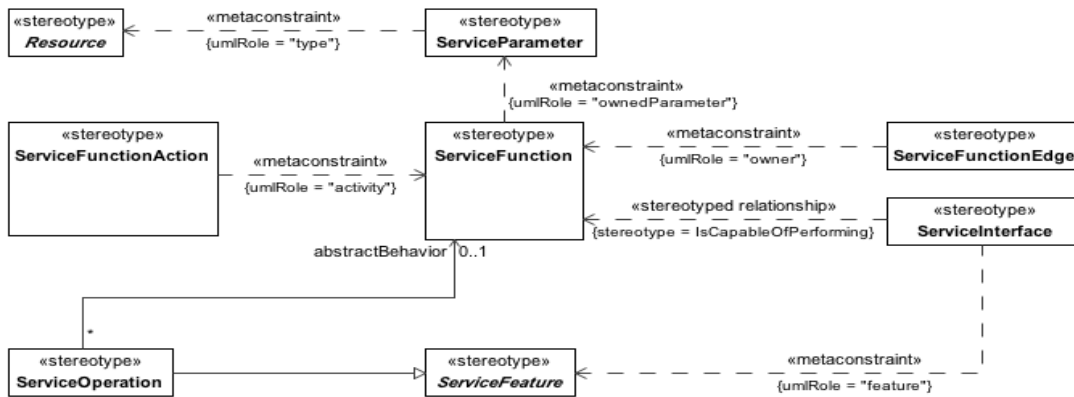 «stereotype»
Resource
«metaconstraint»
{umlRole = "type"}
«stereotype»
ServiceParameter
«metaconstraint»
{umlRole = "ownedParameter"}
«stereotype»
ServiceFunctionAction
«metaconstraint»
{umlRole = "activity"}
«stereotype»
ServiceFunction
«metaconstraint»
{umlRole = "owner"}
«stereotype»
ServiceFunctionEdge
«stereotyped relationship»
{stereotype = IsCapableOfPerforming}
«stereotype»
ServiceInterface
abstractBehavior 0..1
*
«stereotype»
ServiceOperation
«stereotype»
ServiceFeature
«metaconstraint»
{umlRole = "feature"}